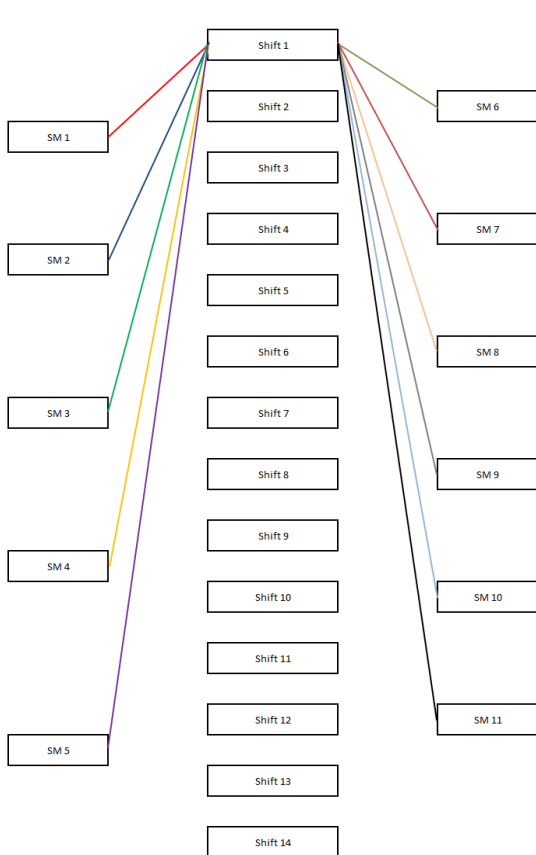 Shift 1
Shift 2
SM 6
SM 1
Shift 3
Shift 4
SM 7
SM 2
Shift 5
Shift 6
SM 8
SM 3
Shift 7
Shift 8
SM 9
Shift 9
SM 4
Shift 10
SM 10
Shift 11
Shift 12
SM 11
SM 5
Shift 13
Shift 14